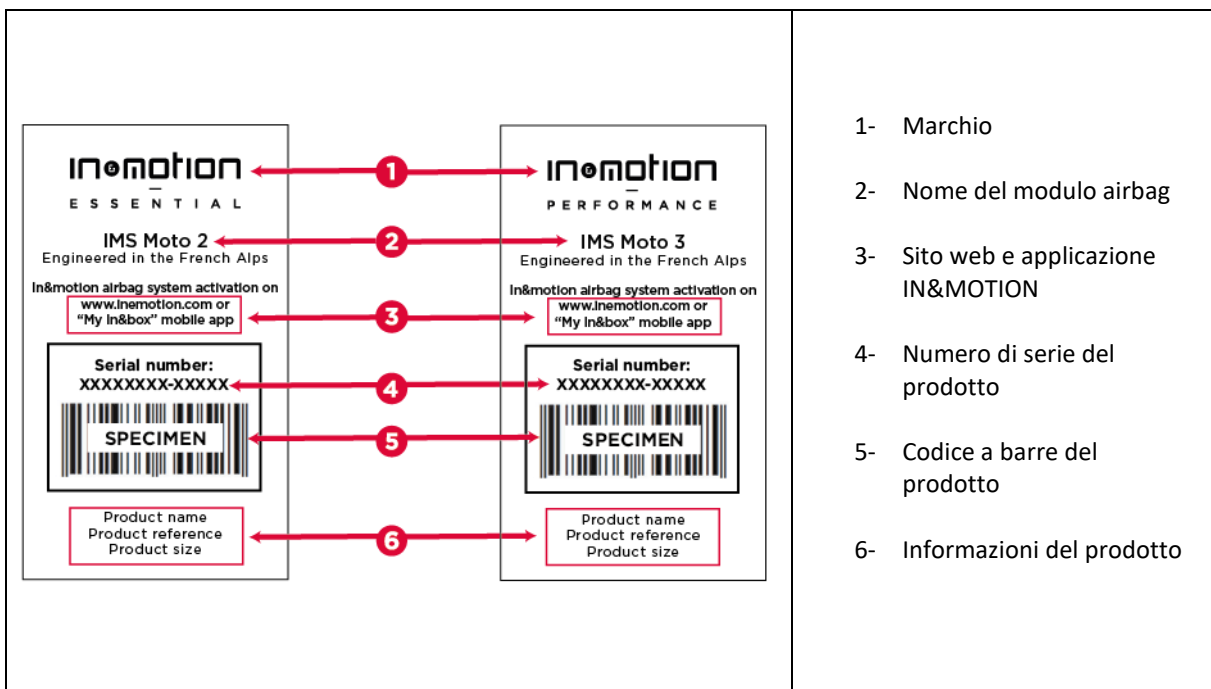 IN&MOTION
ESSENTIAL
IMS Moto 2
Engineered in the French Alps
In&motion airbag system activation on
www.inemotion.com or
“My In&box” mobile app
Serial number:
XXXXXXXX-XXXXX
SPECIMEN
Product name
Product reference
Product size
1
2
3
4
5
6
IN&MOTION
PERFORMANCE
IMS Moto 3
Engineered in the French Alps
In&motion airbag system activation on
www.inemotion.com or
“My In&box” mobile app
Serial number:
XXXXXXXX-XXXXX
SPECIMEN
Product name
Product reference
Product size
1- Marchio
2- Nome del modulo airbag
3- Sito web e applicazione
IN&MOTION
4- Numero di serie del
prodotto
5- Codice a barre del
prodotto
6- Informazioni del prodotto